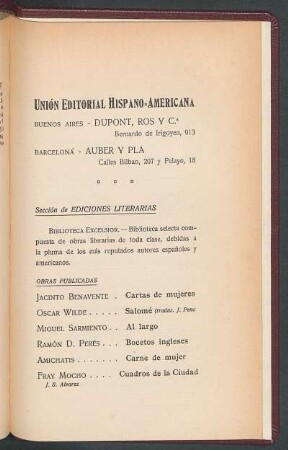 UNIÓN EDITORIAL HISPANO-AMERICANA
BUENOS AIRES - DUPONT, ROS Y C.ª
Bernardo de Irigoyen, 913
BARCELONA - AUBER Y PLA
Calles Bilbao, 207 y Pelayo, 18
Sección de EDICIONES LITERARIAS
BIBLIOTECA EXCELSIOR. — Biblioteca selecta compuesta
puesta de obras literarias de toda clase, debidas a
la pluma de los más reputados autores españoles y
americanos.
OBRAS PUBLICADAS
JACINTO BENAVENTE . Cartas de mujeres
OSCAR WILDE . . . . Salomé (traduc. J. Pena
MIGUEL SARMIENTO . . Al largo
RAMÓN D. PERÉS . . . Bocetos ingleses
AMICHATIS . . . . . . . Carne de mujer
FRAY MOCHO . . . . . Cuadros de la Ciudad
J. S. Alvarez